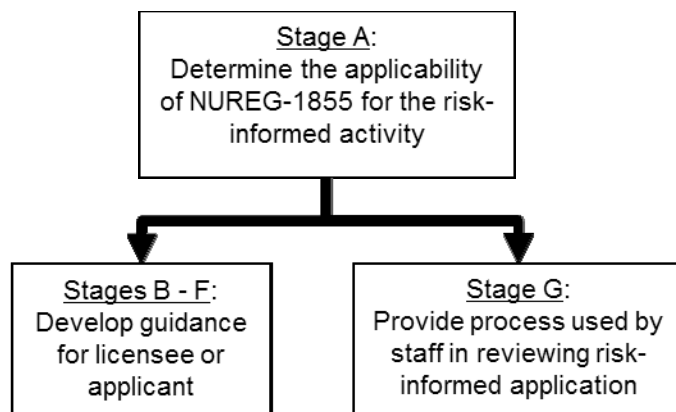 Stage A:
Determine the applicability
of NUREG-1855 for the risk-
informed activity
Stages B - F:
Develop guidance
for licensee or
applicant
Stage G:
Provide process used by
staff in reviewing risk-
informed application